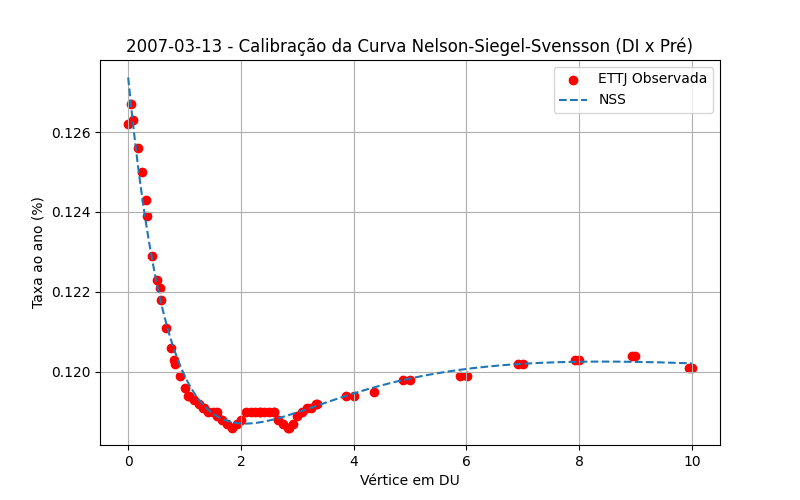 2007-03-13 - Calibração da Curva Nelson-Siegel-Svensson (DI x Pré)
ETTJ Observada
NSS
Taxa ao ano (%)
0.126
0.124
0.122
0.120
0 2 4 6 8 10
Vértice em DU